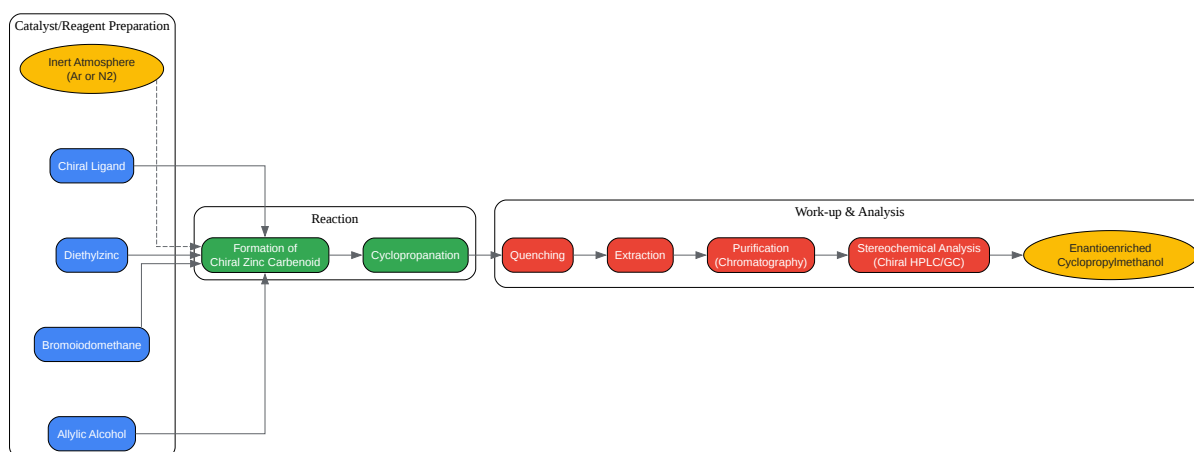 Catalyst/Reagent Preparation
Inert Atmosphere
(Ar or N2)
Chiral Ligand
Diethylzinc
Bromoiodomethane
Allylic Alcohol
Reaction
Formation of
Chiral Zinc Carbenoid
Cyclopropanation
Work-up & Analysis
Quenching
Extraction
Purification
(Chromatography)
Stereochemical Analysis
(Chiral HPLC/GC)
Enantioenriched
Cyclopropylmethanol